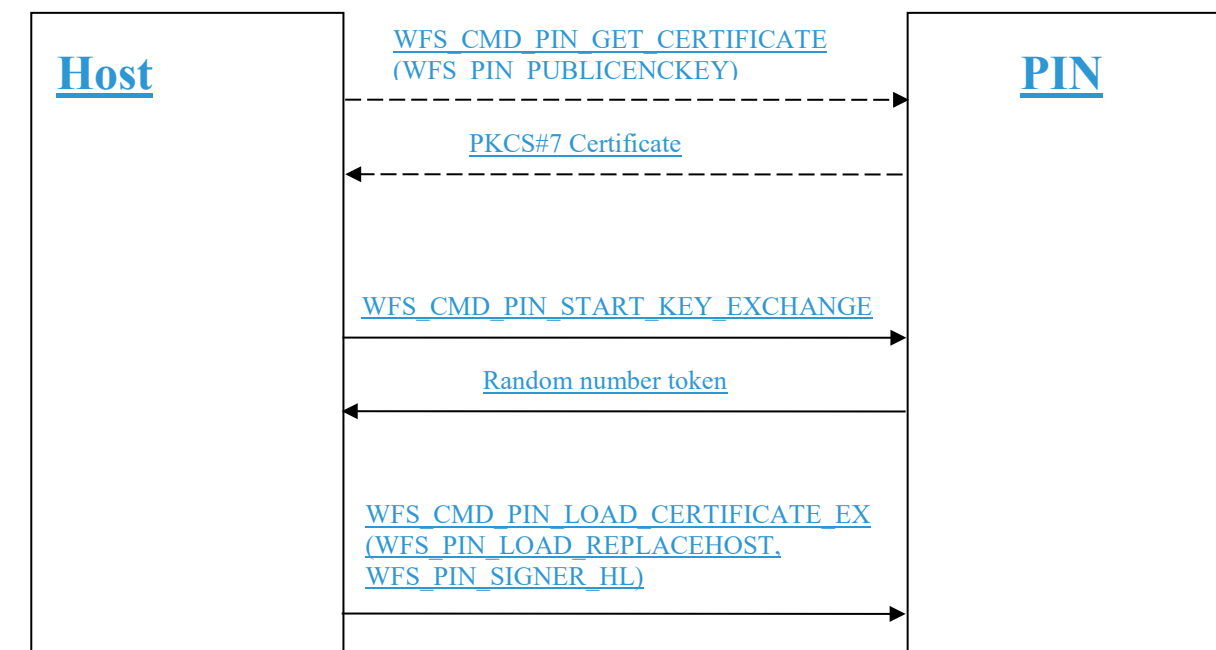 WFS_CMD_PIN_GET_CERTIFICATE
(WFS_PIN_PUBLICENCKEY)
Host
PIN
PKCS#7 Certificate
WFS_CMD_PIN_START_KEY_EXCHANGE
Random number token
WFS_CMD_PIN_LOAD_CERTIFICATE_EX
(WFS_PIN_LOAD_REPLACEHOST,
WFS_PIN_SIGNER_HL)